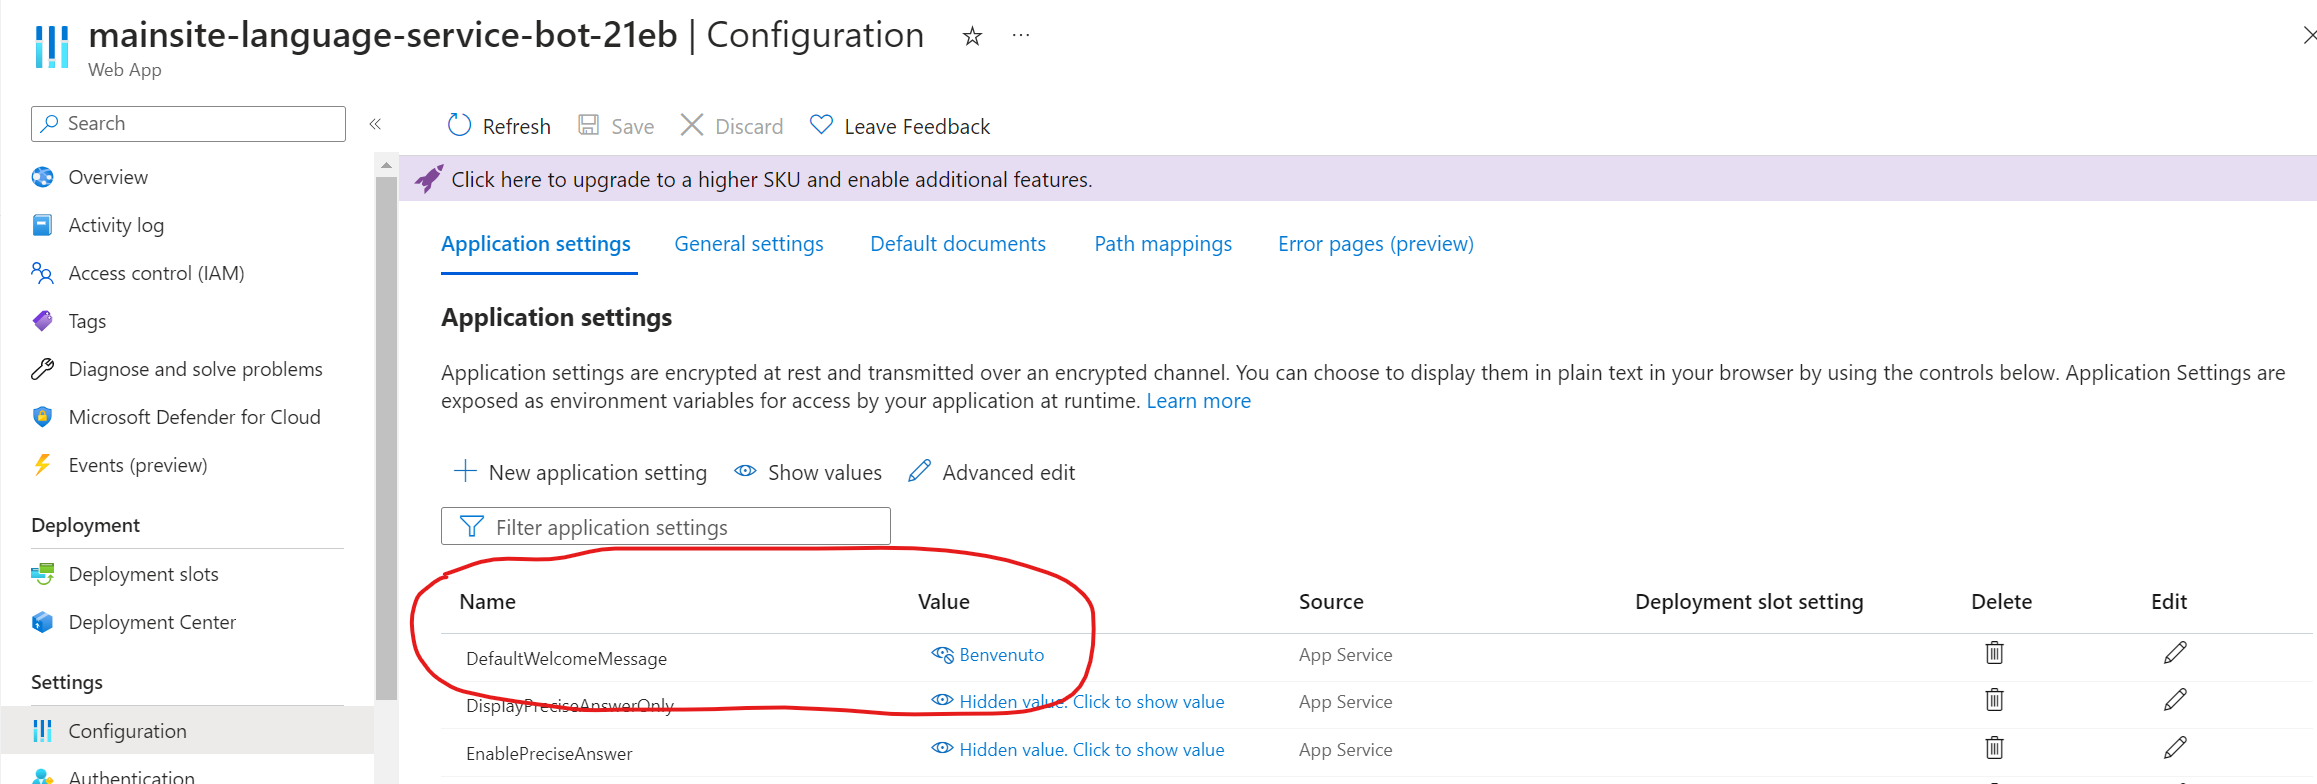 mainsite-language-service-bot-21eb | Configuration ☆ ...
Web App
Search «
Refresh Save Discard Leave Feedback
Click here to upgrade to a higher SKU and enable additional features.
Overview
Activity log
Access control (IAM)
Tags
Diagnose and solve problems
Microsoft Defender for Cloud
Events (preview)
Deployment
Deployment slots
Deployment Center
Settings
Configuration
Authentication
Application settings General settings Default documents Path mappings Error pages (preview)
Application settings
Application settings are encrypted at rest and transmitted over an encrypted channel. You can choose to display them in plain text in your browser by using the controls below. Application Settings are
exposed as environment variables for access by your application at runtime. Learn more
New application setting Show values Advanced edit
Filter application settings
Name Value Source Deployment slot setting Delete Edit
DefaultWelcomeMessage Benvenuto App Service
DisplayPreciseAnswerOnly Hidden value. Click to show value App Service
EnablePreciseAnswer Hidden value. Click to show value App Service